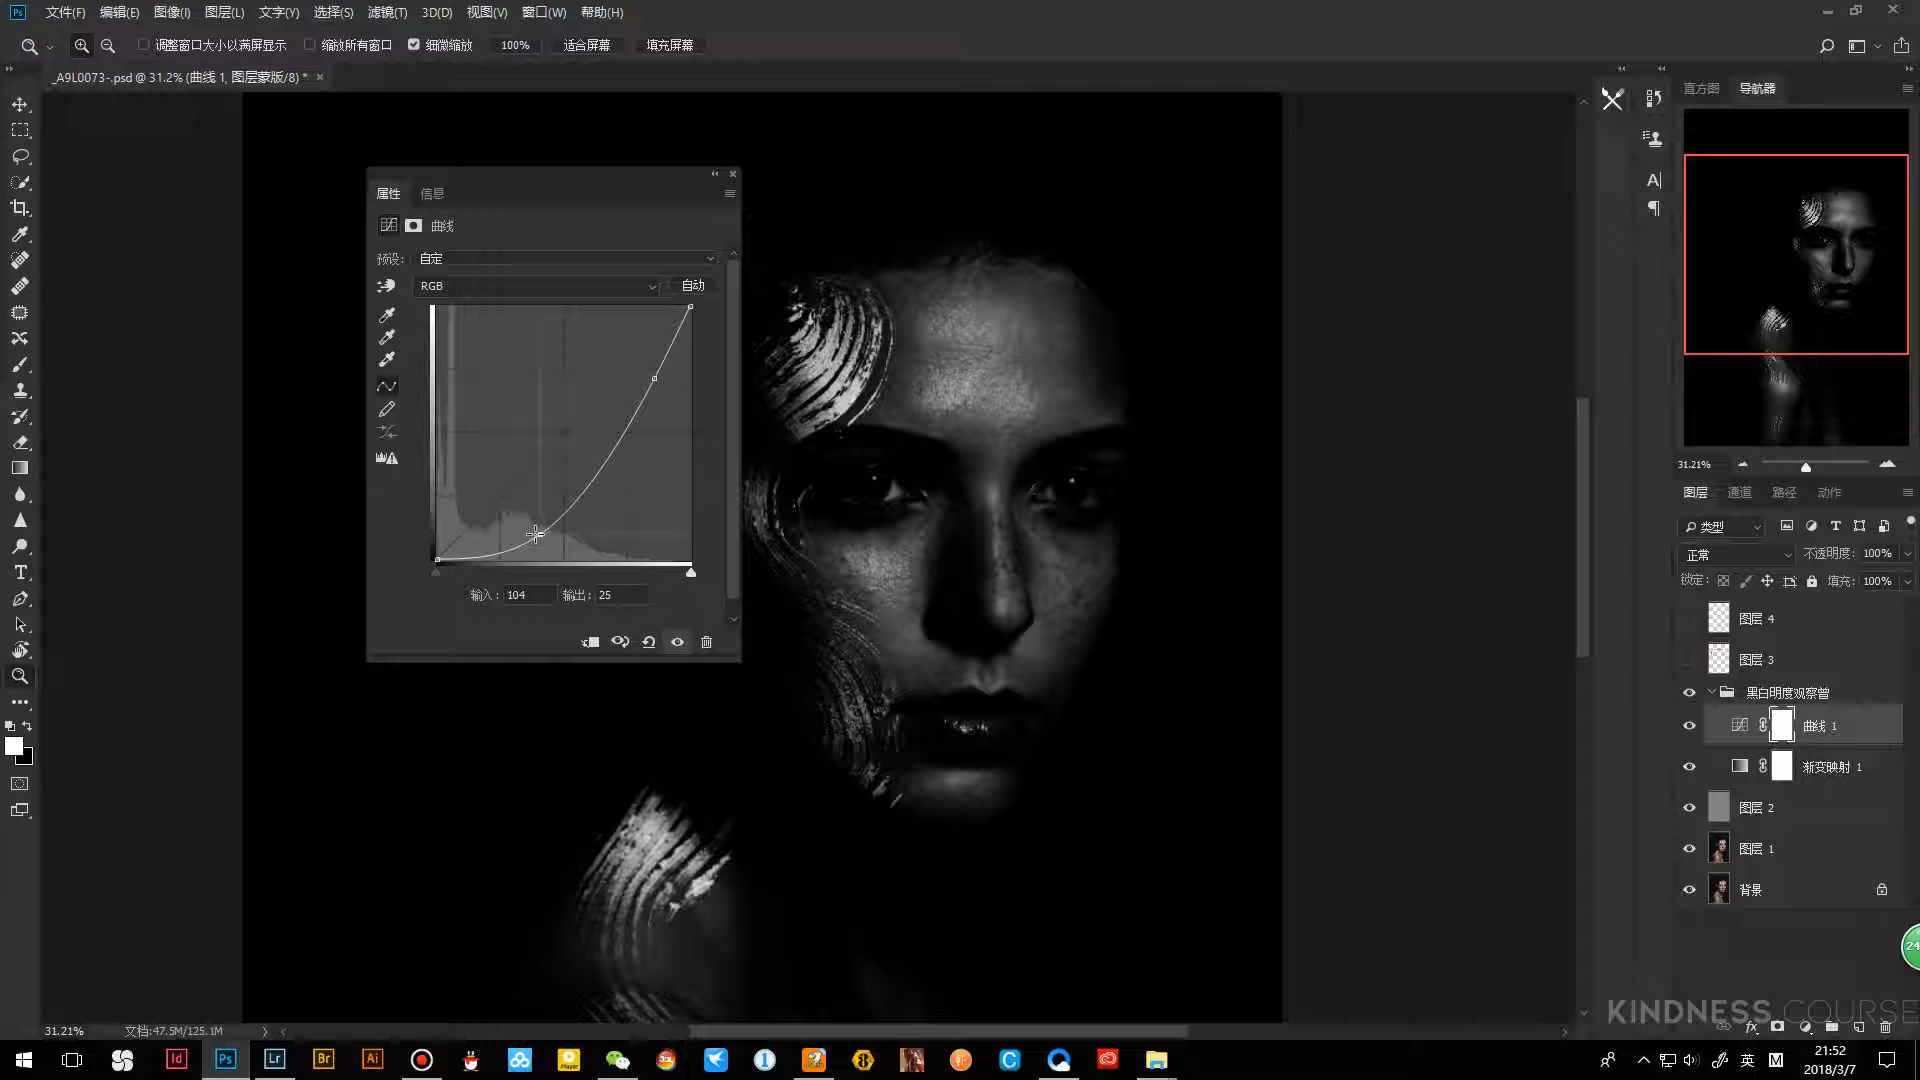 Ps 文件(F) 编辑(E) 图像(I) 图层(L) 文字(Y) 选择(S) 滤镜(T) 3D(D) 视图(V) 窗口(W) 帮助(H)
调整窗口大小以满屏显示 缩放所有窗口 细微缩放 100% 适合屏幕 填充屏幕
_A9L0073-.psd @ 31.2% (曲线 1, 图层蒙版/8) * ×
直方图 导航器
属性 信息
曲线
预设: 自定
RGB 自动
输入: 104 输出: 25
31.21%
图层 通道 路径 动作
类型
正常 不透明度: 100%
锁定: 填充: 100%
图层 4
图层 3
黑白明度观察曾
曲线 1
渐变映射 1
图层 2
图层 1
背景
24
KINDNESS COURSE
31.21% 文档:47.5M/125.1M
Id Ps Lr Br Ai Player 英 M
21:52
2018/3/7